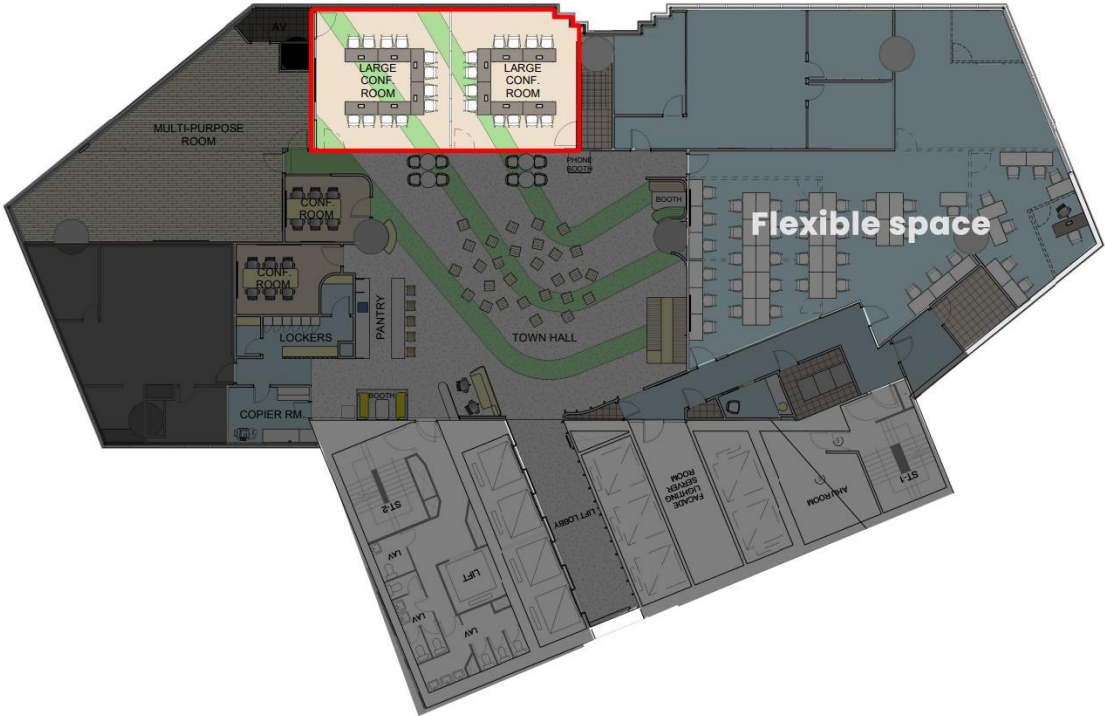 AV
LARGE
CONF.
ROOM
LARGE
CONF.
ROOM
MULTI-PURPOSE
ROOM
PHONE
BOOTH
CONF.
ROOM
BOOTH
Flexible space
CONF.
ROOM
PANTRY
LOCKERS
TOWN HALL
BOOTH
COPIER RM.
ST-2
LIFT LOBBY
FACADE
LIGHTING
SERVER
ROOM
AHU ROOM
ST-1
LAV
LIFT
LAV
LAV